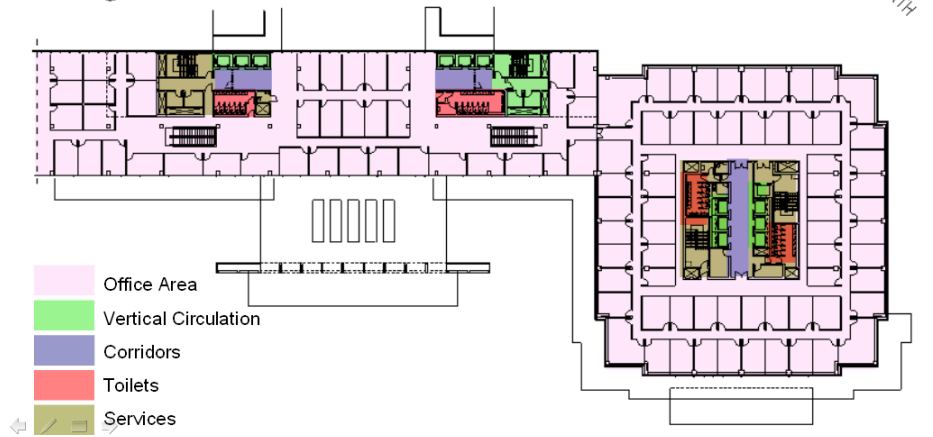 Office Area
Vertical Circulation
Corridors
Toilets
Services